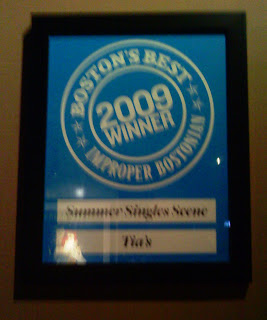 BOSTON'S BEST
2009
WINNER
IMPROPER BOSTONIAN
Summer Singles Scene
Tia's